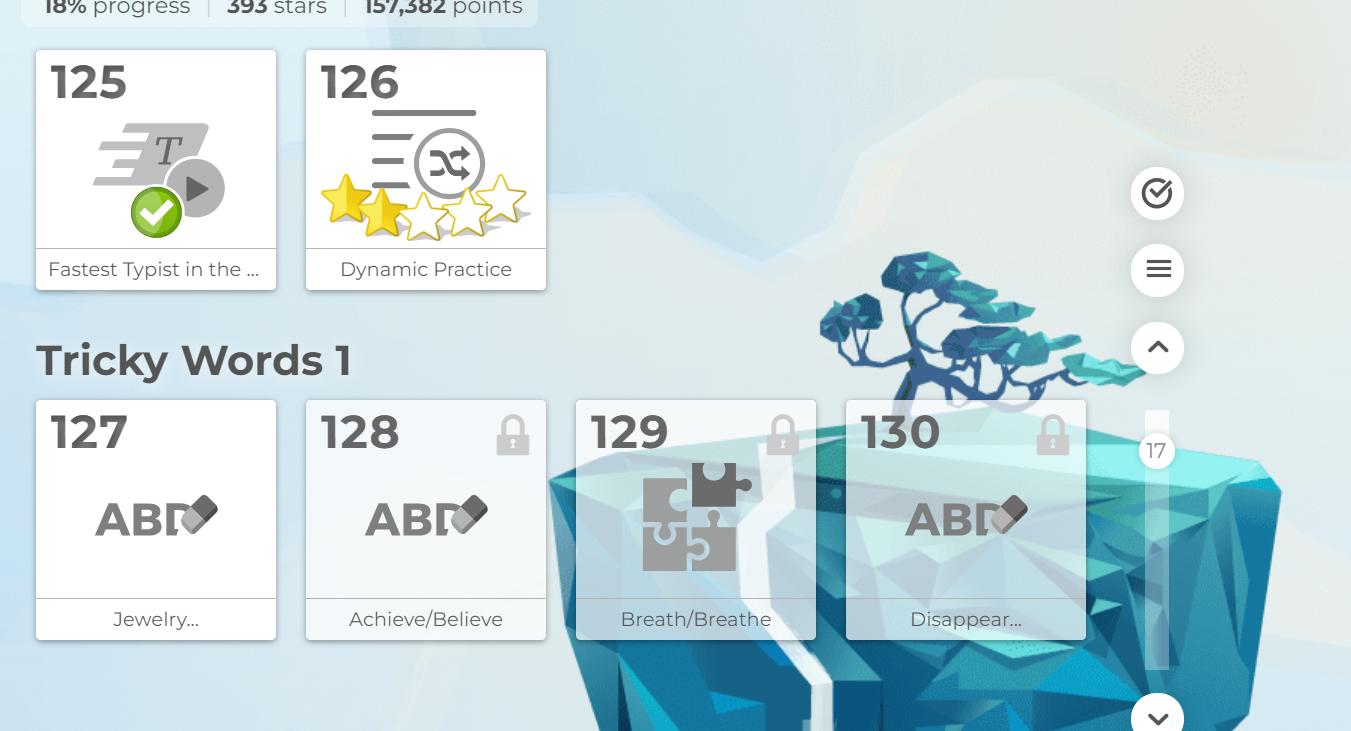 18% progress 393 stars 157,382 points
125 126
T
Fastest Typist in the ... Dynamic Practice
Tricky Words 1
127 128 129 130
17
ABD ABD ABD
Jewelry... Achieve/Believe Breath/Breathe Disappear...